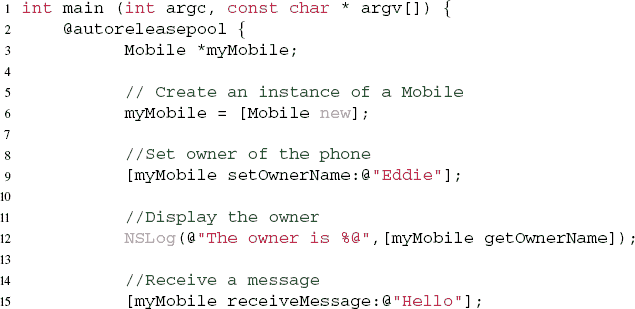 1 int main (int argc, const char * argv[]) {
2 @autoreleasepool {
3 Mobile *myMobile;
4
5 // Create an instance of a Mobile
6 myMobile = [Mobile new];
7
8 //Set owner of the phone
9 [myMobile setOwnerName:@"Eddie"];
10
11 //Display the owner
12 NSLog(@"The owner is %@",[myMobile getOwnerName]);
13
14 //Receive a message
15 [myMobile receiveMessage:@"Hello"];